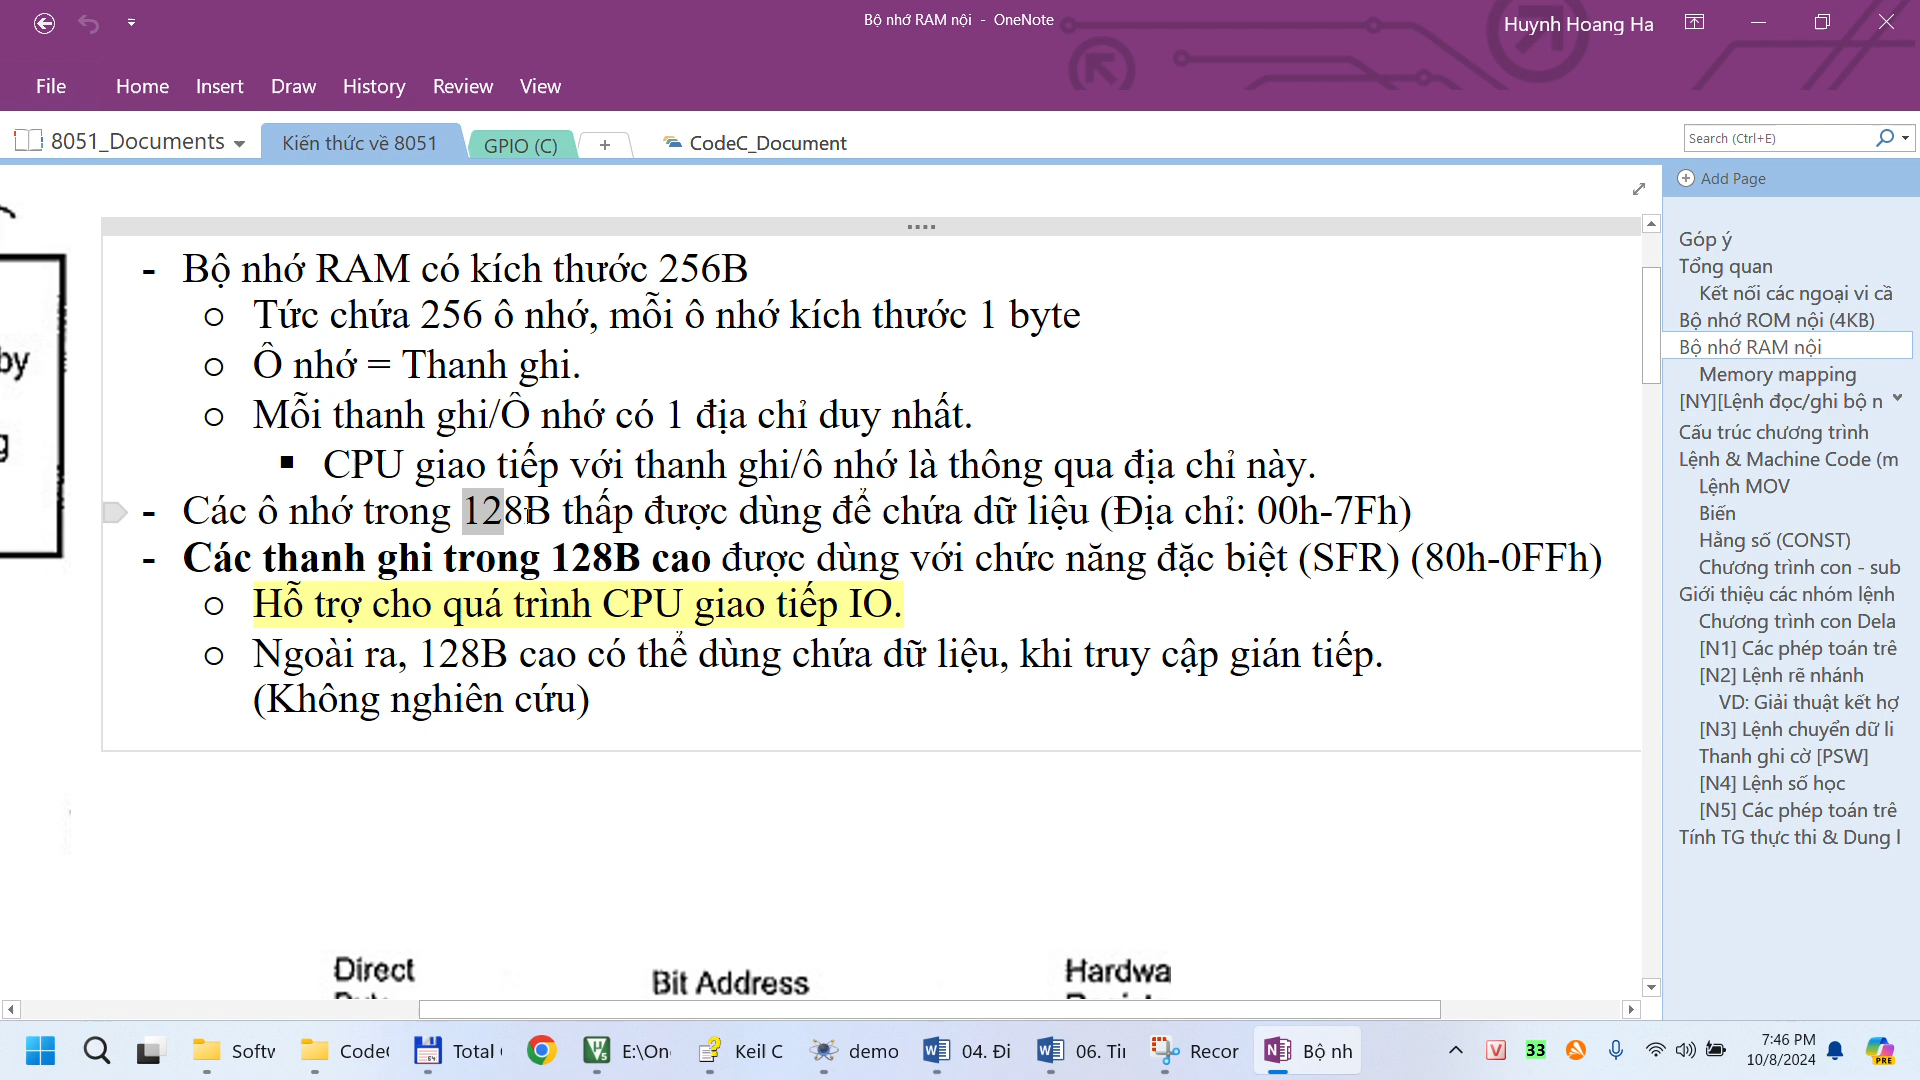 Bộ nhớ RAM nội - OneNote
Huynh Hoang Ha
File Home Insert Draw History Review View
8051_Documents
Kiến thức về 8051
GPIO (C)
+
CodeC_Document
Search (Ctrl+E)
Add Page
by
- Bộ nhớ RAM có kích thước 256B
o Tức chứa 256 ô nhớ, mỗi ô nhớ kích thước 1 byte
o Ô nhớ = Thanh ghi.
o Mỗi thanh ghi/Ô nhớ có 1 địa chỉ duy nhất.
▪ CPU giao tiếp với thanh ghi/ô nhớ là thông qua địa chỉ này.
- Các ô nhớ trong 128B thấp được dùng để chứa dữ liệu (Địa chỉ: 00h-7Fh)
- Các thanh ghi trong 128B cao được dùng với chức năng đặc biệt (SFR) (80h-0FFh)
o Hỗ trợ cho quá trình CPU giao tiếp IO.
o Ngoài ra, 128B cao có thể dùng chứa dữ liệu, khi truy cập gián tiếp.
(Không nghiên cứu)
Direct
Bit Address
Hardwa
Góp ý
Tổng quan
Kết nối các ngoại vi cầ
Bộ nhớ ROM nội (4KB)
Bộ nhớ RAM nội
Memory mapping
[NY][Lệnh đọc/ghi bộ n
Cấu trúc chương trình
Lệnh & Machine Code (m
Lệnh MOV
Biến
Hằng số (CONST)
Chương trình con - sub
Giới thiệu các nhóm lệnh
Chương trình con Dela
[N1] Các phép toán trê
[N2] Lệnh rẽ nhánh
VD: Giải thuật kết hợ
[N3] Lệnh chuyển dữ li
Thanh ghi cờ [PSW]
[N4] Lệnh số học
[N5] Các phép toán trê
Tính TG thực thi & Dung l
Softw
Code
Total
E:\On
Keil C
demo
04. Đi
06. Tir
Recor
Bộ nh
33
7:46 PM
10/8/2024
PRE